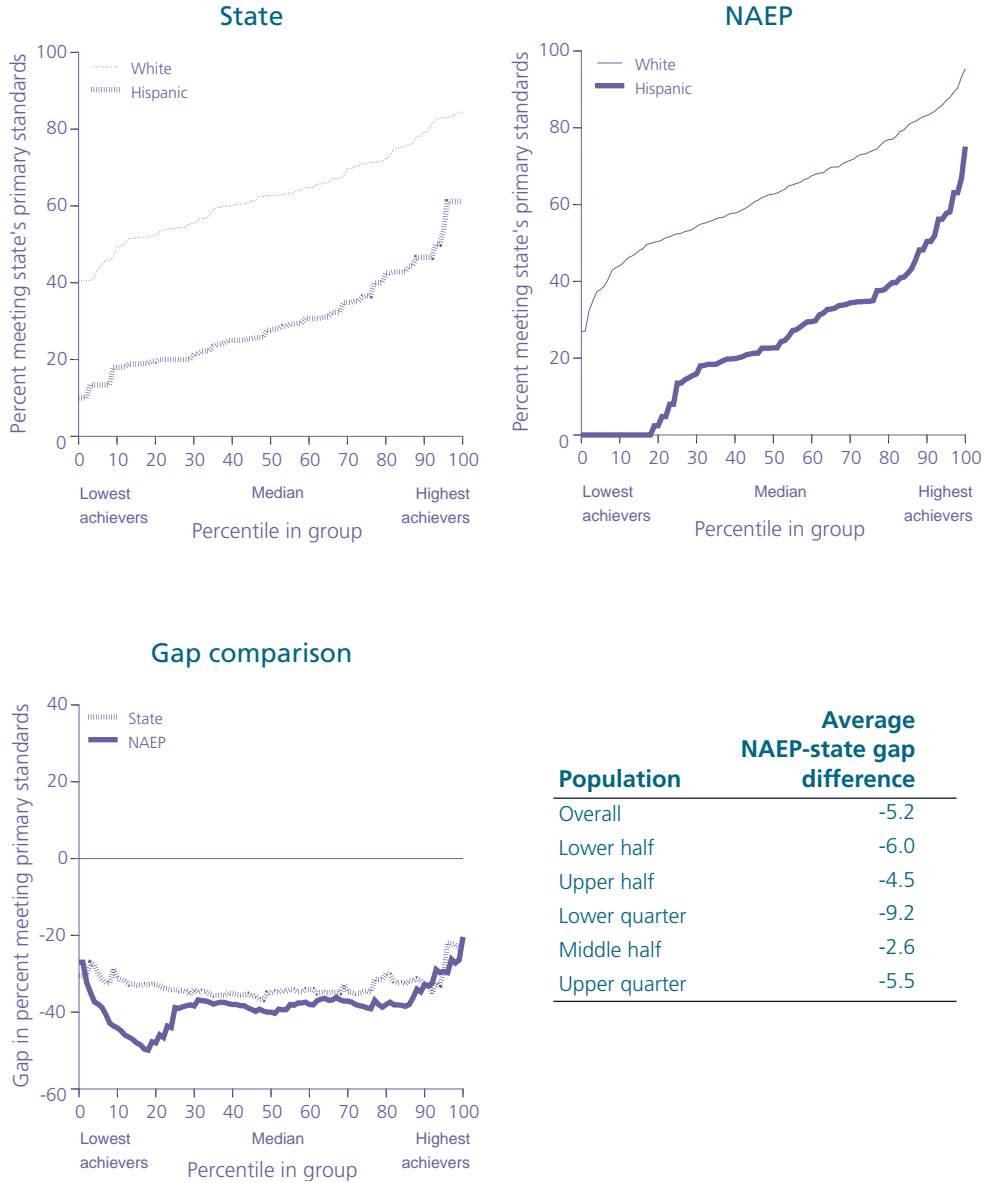 State
Percent meeting state's primary standards
100
80
60
40
20
0
White
Hispanic
0 10 20 30 40 50 60 70 80 90 100
Lowest achievers
Median
Highest achievers
Percentile in group
NAEP
Percent meeting state's primary standards
100
80
60
40
20
0
White
Hispanic
0 10 20 30 40 50 60 70 80 90 100
Lowest achievers
Median
Highest achievers
Percentile in group
Gap comparison
Gap in percent meeting primary standards
40
20
0
-20
-40
-60
State
NAEP
0 10 20 30 40 50 60 70 80 90 100
Lowest achievers
Median
Highest achievers
Percentile in group
Average
NAEP-state gap
Population difference
Overall -5.2
Lower half -6.0
Upper half -4.5
Lower quarter -9.2
Middle half -2.6
Upper quarter -5.5